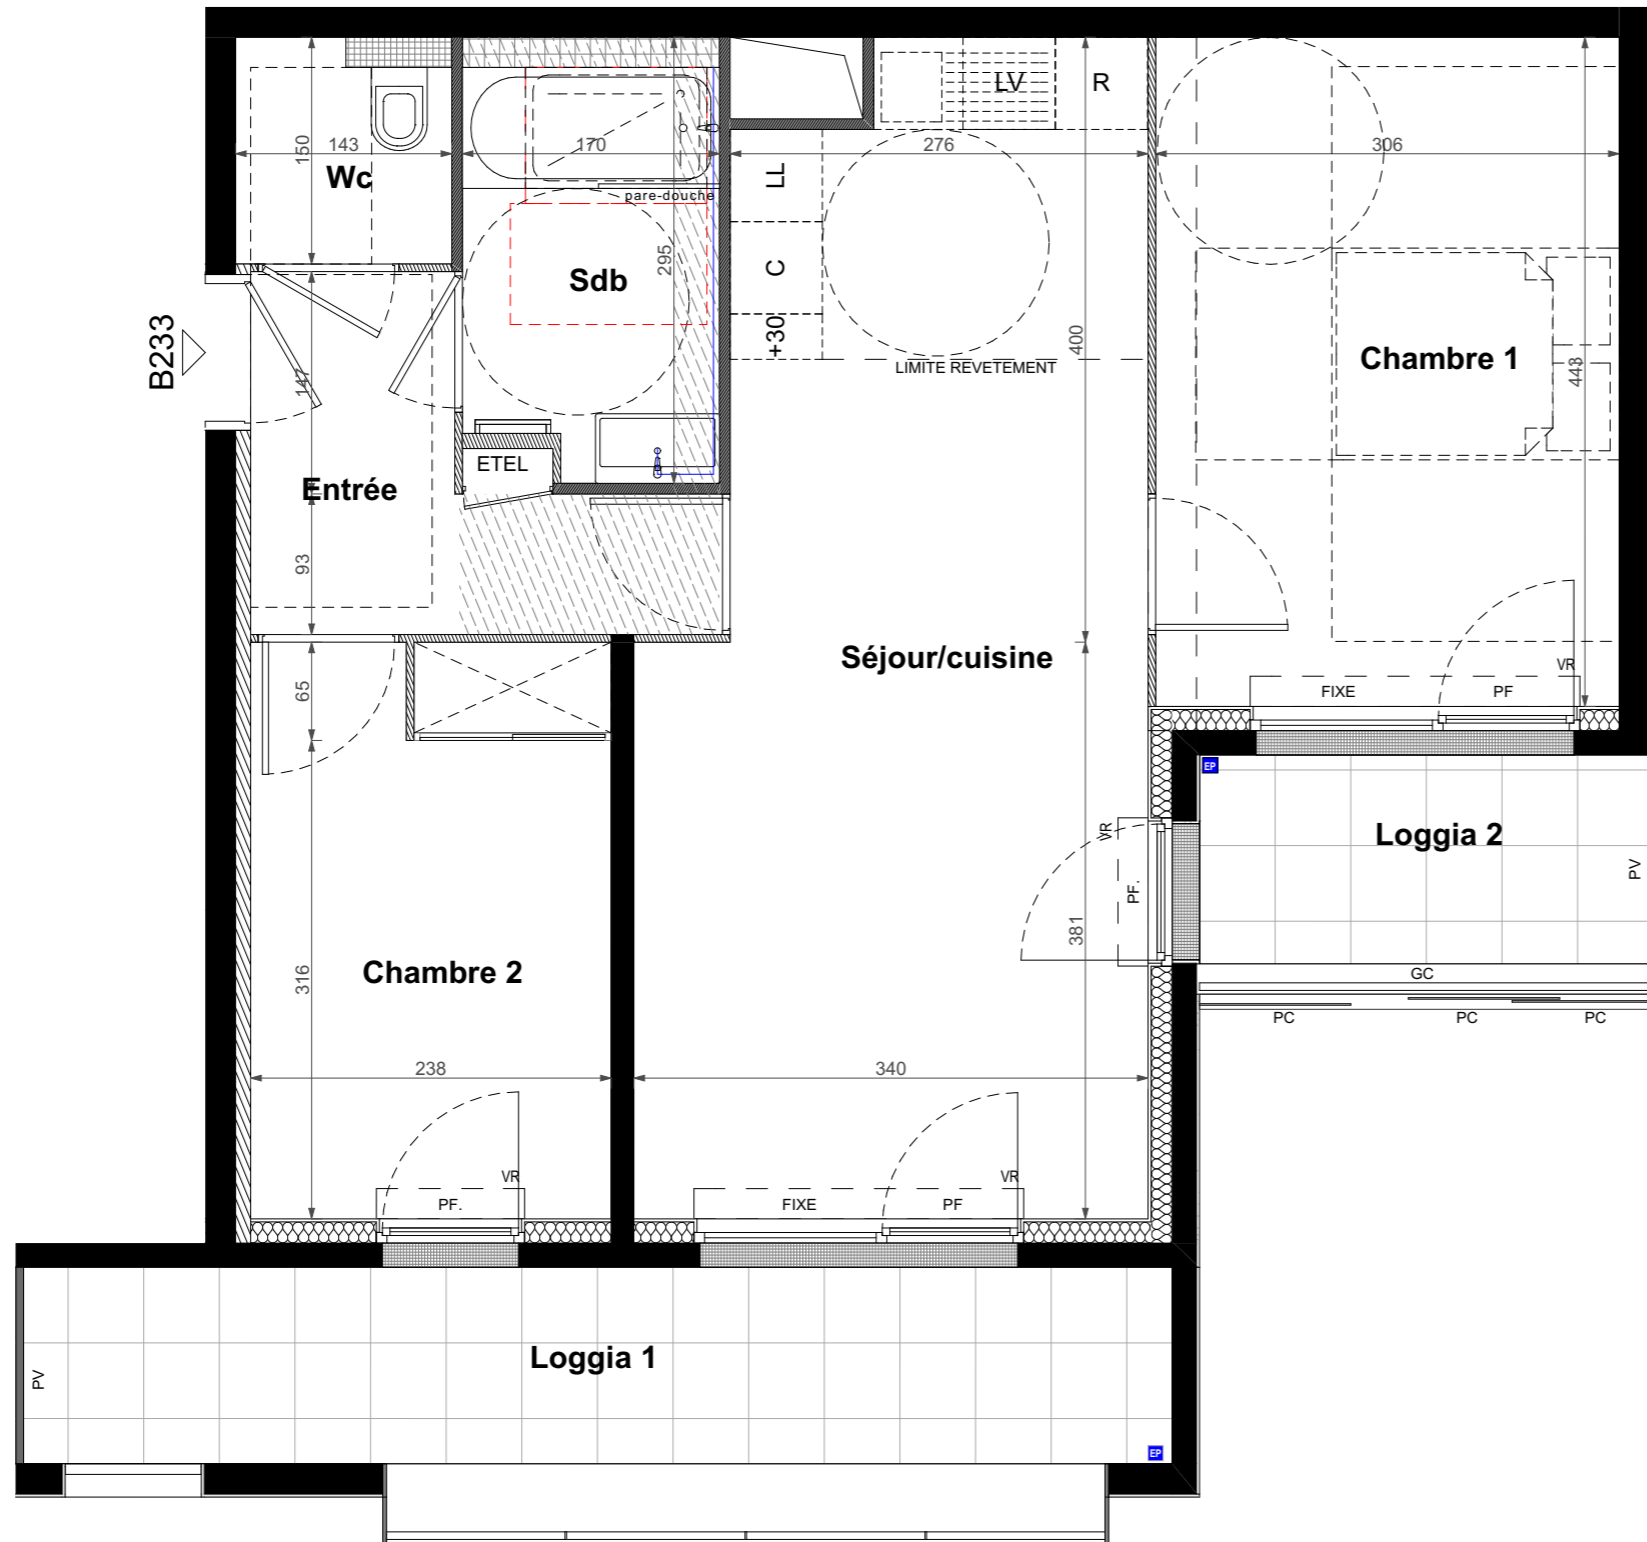 LV
R
150
143
Wc
170
276
306
pare-douche
LL
295
Sdb
C
+30
400
LIMITE REVETEMENT
B233
147
Chambre 1
443
ETEL
Entrée
93
Séjour/cuisine
65
VR
FIXE
PF
EP
Loggia 2
VR
PF.
PV
381
316
Chambre 2
GC
PC
PC
PC
238
340
VR
PF.
VR
FIXE
PF
Loggia 1
PV
EP